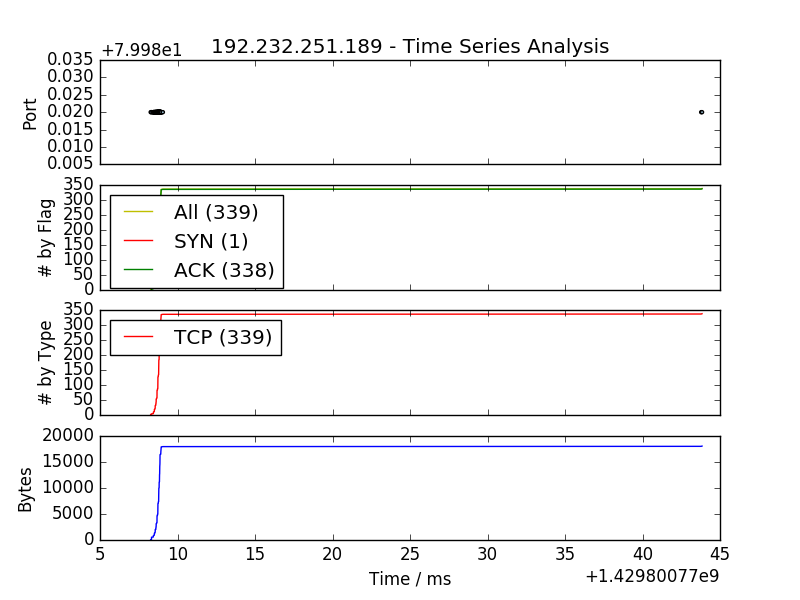 +7.998e1 192.232.251.189 - Time Series Analysis
0.035
0.030
0.025
0.020
0.015
0.010
0.005
Port
350
300
250
200
150
100
50
0
# by Flag
All (339)
SYN (1)
ACK (338)
350
300
250
200
150
100
50
0
# by Type
TCP (339)
20000
15000
10000
5000
0
Bytes
5 10 15 20 25 30 35 40 45
Time / ms
+1.42980077e9